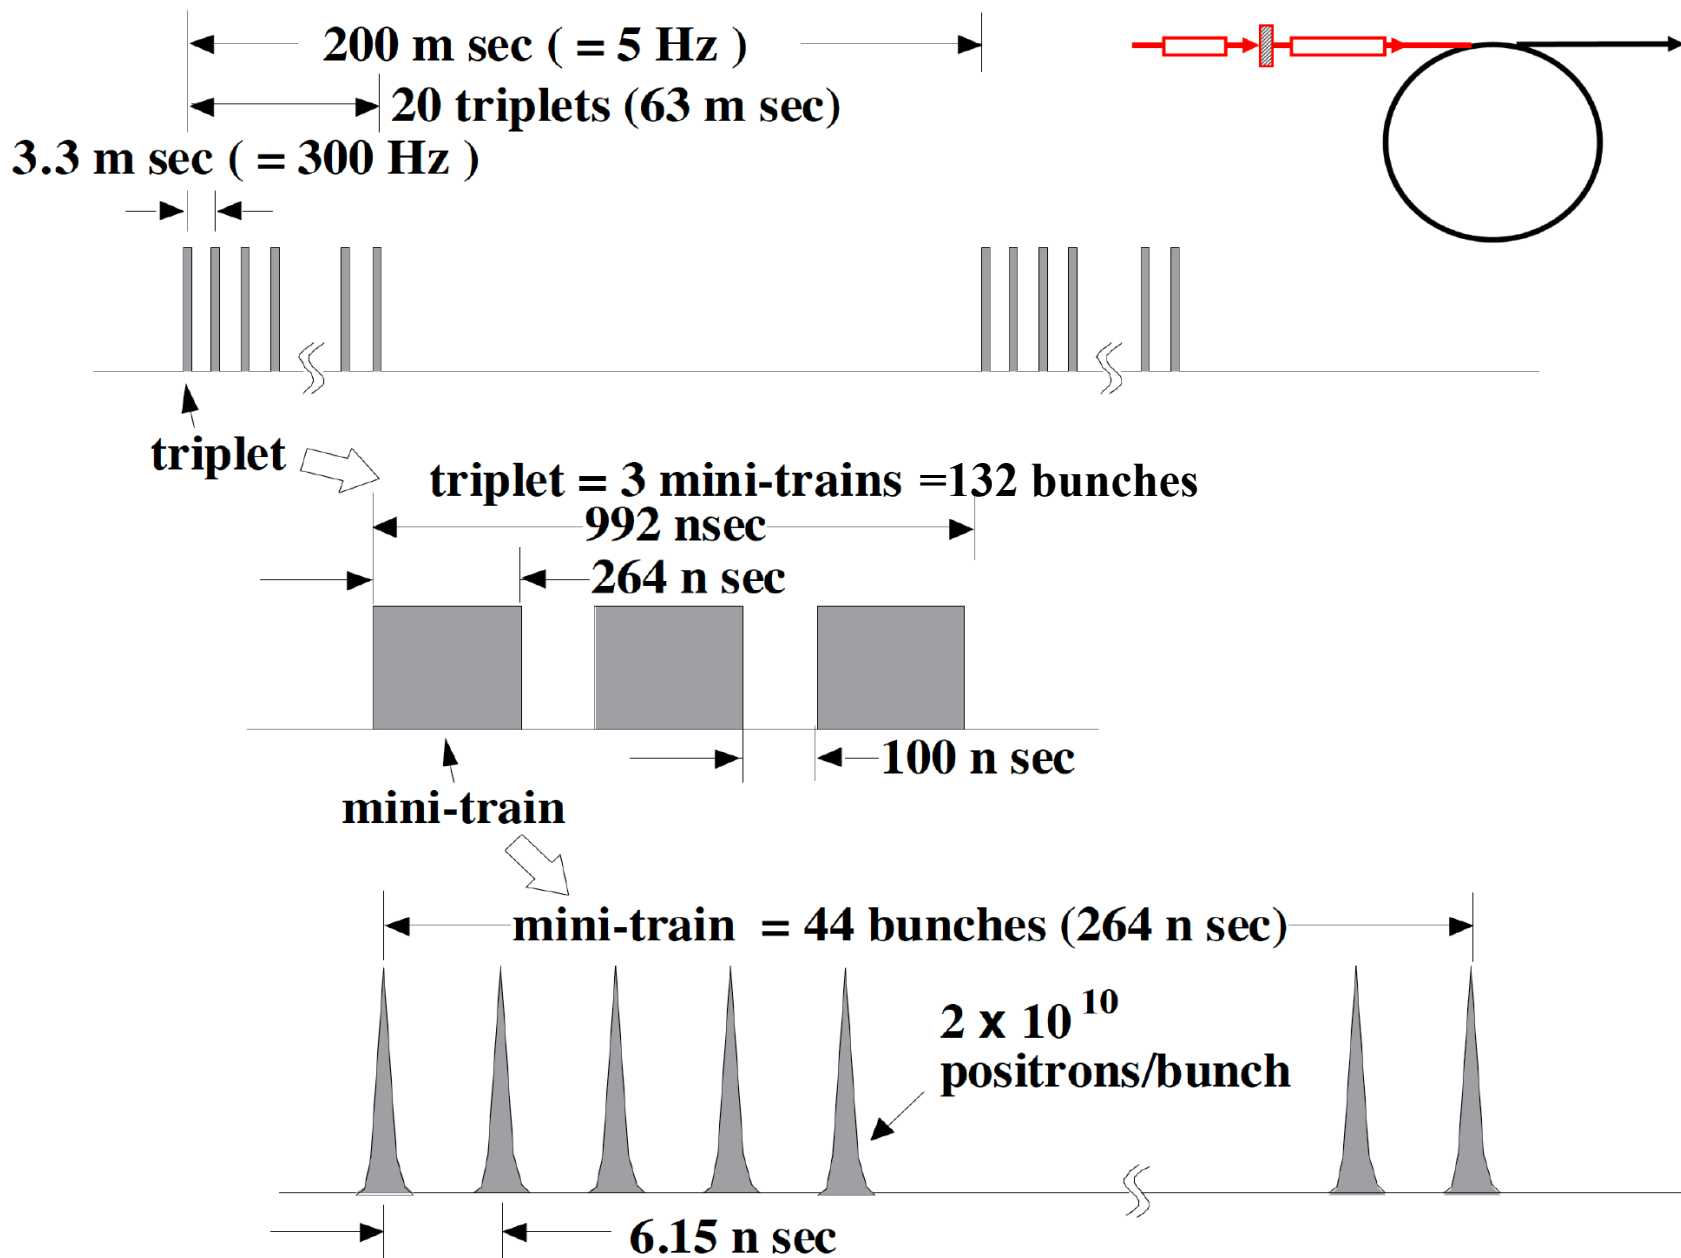 200 m sec ( = 5 Hz )
20 triplets (63 m sec)
3.3 m sec ( = 300 Hz )
triplet
triplet = 3 mini-trains =132 bunches
992 nsec
264 n sec
100 n sec
mini-train
mini-train = 44 bunches (264 n sec)
2 x 10^10
positrons/bunch
6.15 n sec